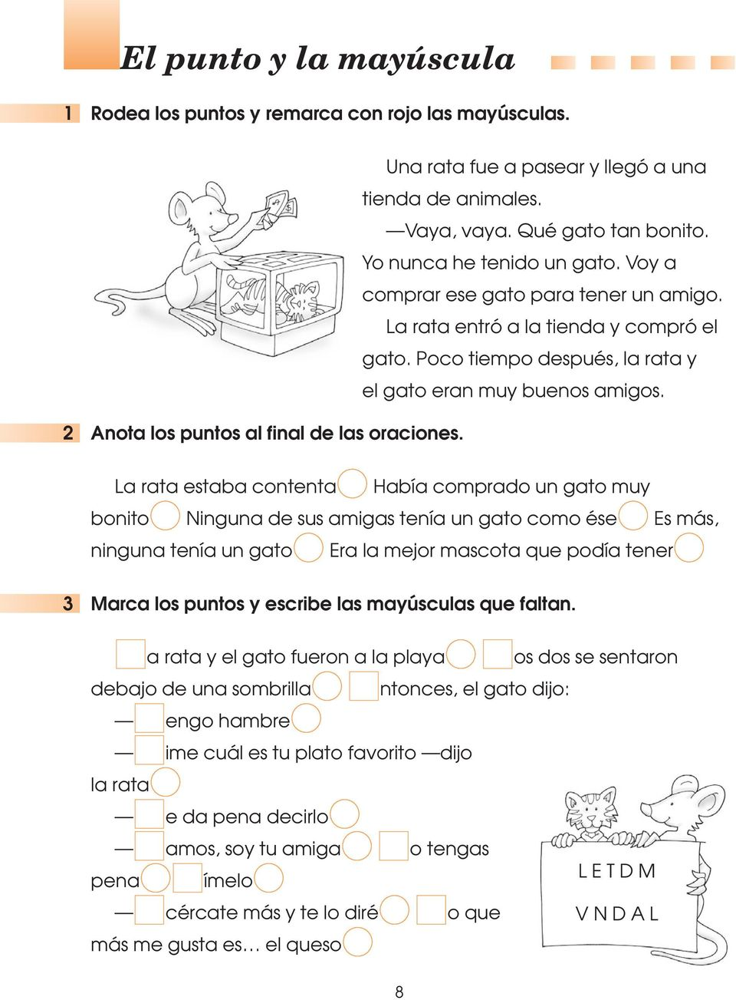 El punto y la mayúscula
1 Rodea los puntos y remarca con rojo las mayúsculas.
Una rata fue a pasear y llegó a una
tienda de animales.
—Vaya, vaya. Qué gato tan bonito.
Yo nunca he tenido un gato. Voy a
comprar ese gato para tener un amigo.
La rata entró a la tienda y compró el
gato. Poco tiempo después, la rata y
el gato eran muy buenos amigos.
2 Anota los puntos al final de las oraciones.
La rata estaba contenta Había comprado un gato muy
bonito Ninguna de sus amigas tenía un gato como ése Es más,
ninguna tenía un gato Era la mejor mascota que podía tener
3 Marca los puntos y escribe las mayúsculas que faltan.
a rata y el gato fueron a la playa os dos se sentaron
debajo de una sombrilla ntonces, el gato dijo:
— engo hambre
— ime cuál es tu plato favorito —dijo
la rata
— e da pena decirlo
— amos, soy tu amiga o tengas
pena ímelo
— cércate más y te lo diré o que
más me gusta es… el queso
L E T D M
V N D A L
8